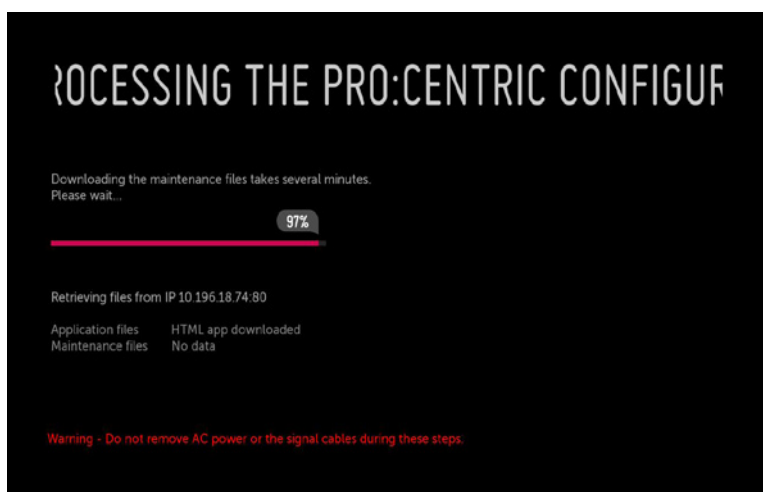 ROCESSING THE PRO:CENTRIC CONFIGUR
Downloading the maintenance files takes several minutes.
Please wait...
97%
Retrieving files from IP 10.196.18.74:80
Application files HTML app downloaded
Maintenance files No data
Warning - Do not remove AC power or the signal cables during these steps.